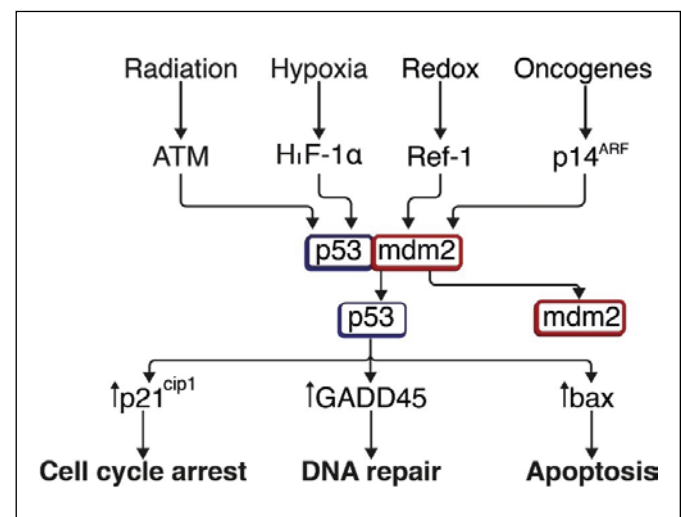 Radiation Hypoxia Redox Oncogenes
ATM HıF-1α Ref-1 p14ARF
p53 mdm2
p53 mdm2
↑p21cip1 ↑GADD45 ↑bax
Cell cycle arrest DNA repair Apoptosis